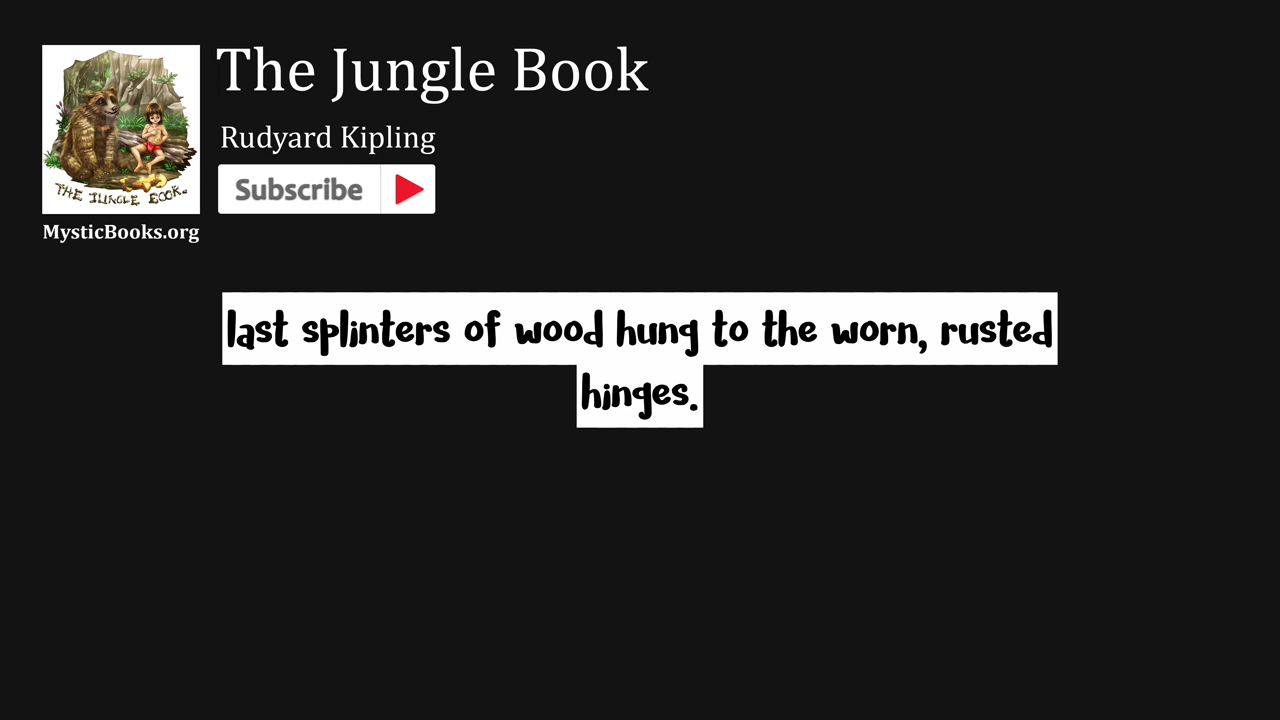 The Jungle Book
Rudyard Kipling
Subscribe
THE JUNGLE BOOK.
MysticBooks.org
last splinters of wood hung to the worn, rusted
hinges.